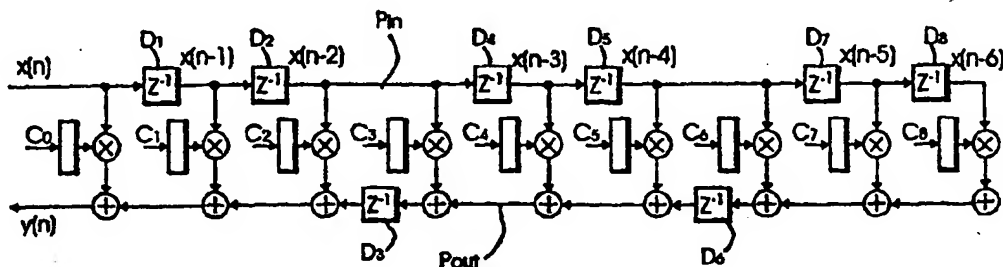 D1 D2 Pin D4 D5 D7 D8
x(n) x(n-1) x(n-2) x(n-3) x(n-4) x(n-5) x(n-6)
Z-1 Z-1 Z-1 Z-1 Z-1 Z-1
C0 C1 C2 C3 C4 C5 C6 C7 C8
Z-1 Z-1
y(n) D3 Pout D6